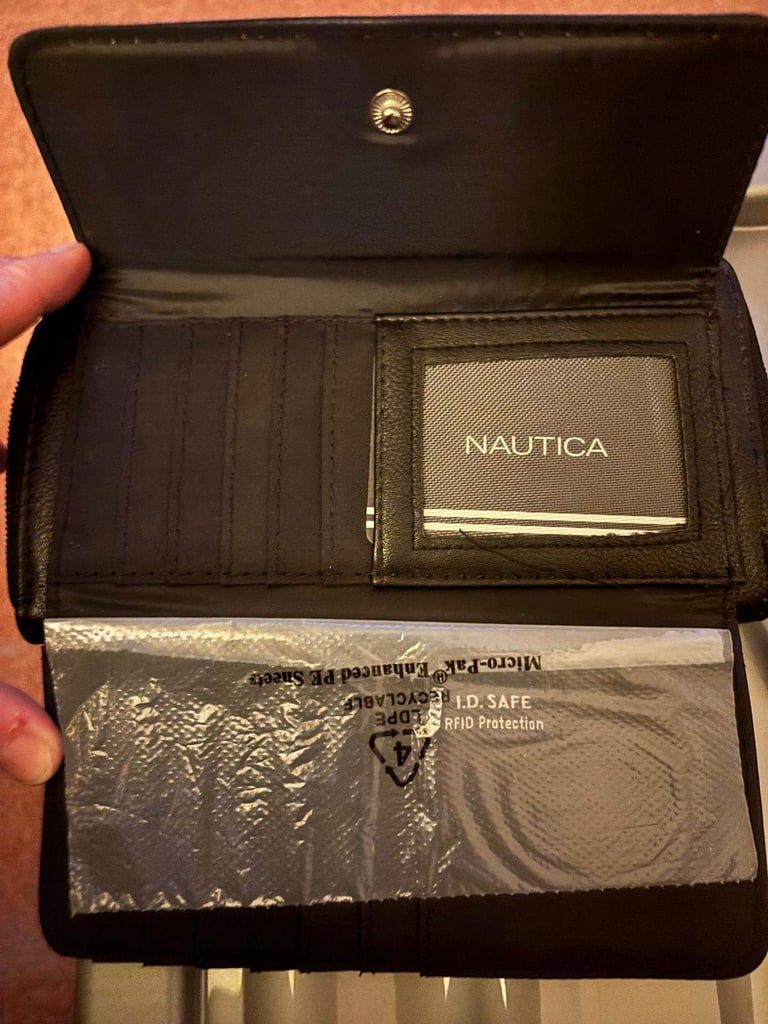 NAUTICA
Micro-Pak® Enhanced PE Sheets
RECYCLABLE
LDPE
4
I.D. SAFE
RFID Protection